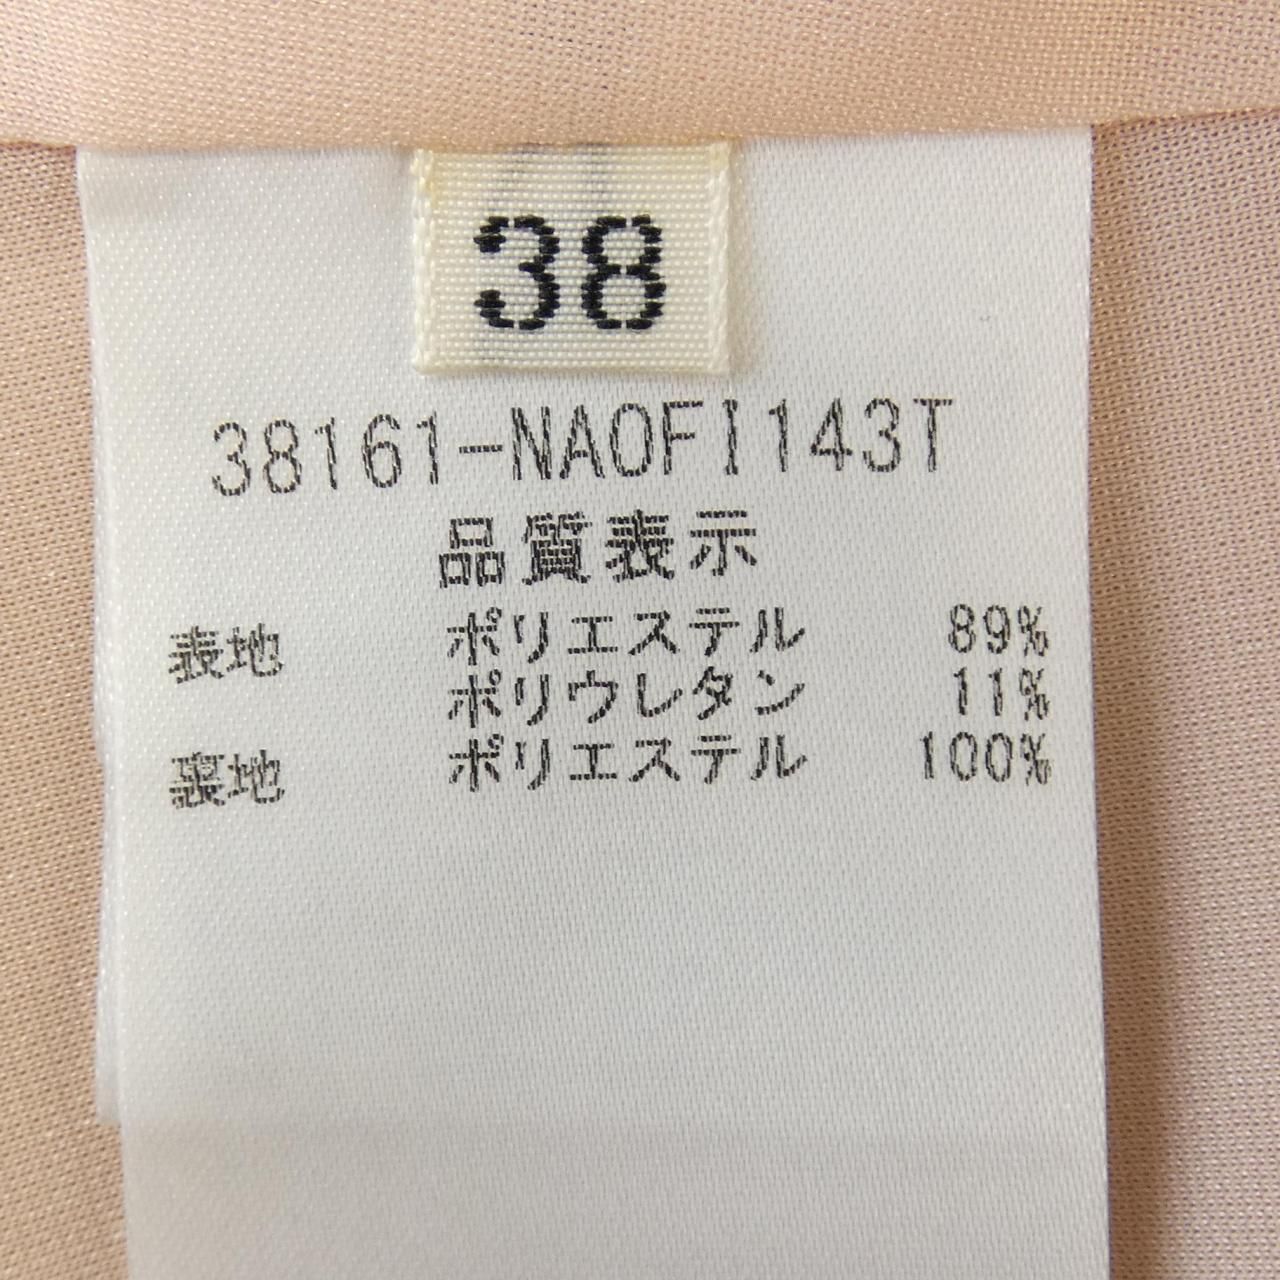 38
38161-NAOFI143T
品質表示
表地 ポリエステル 89%
ポリウレタン 11%
裏地 ポリエステル 100%